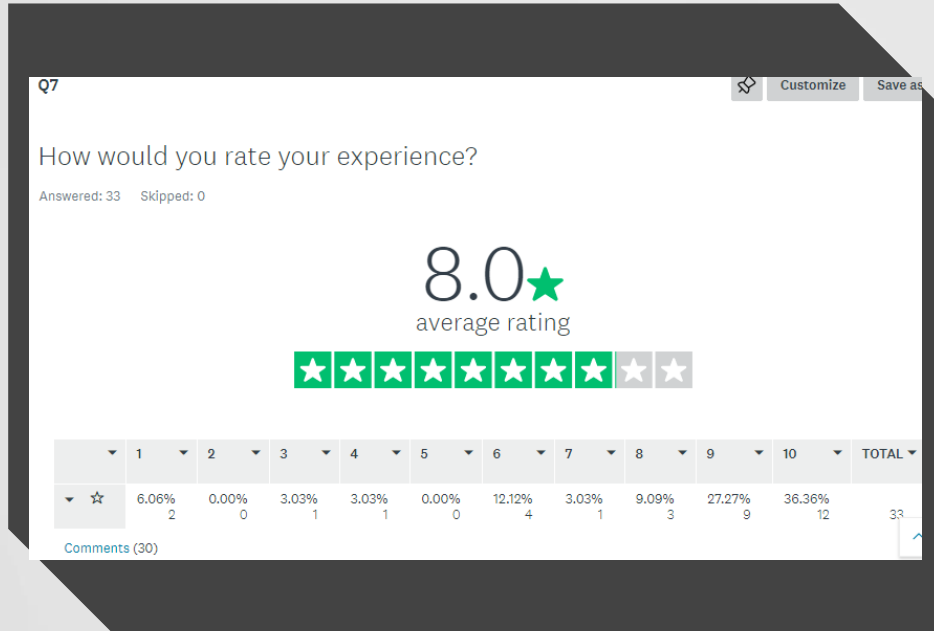 Q7
Customize
Save as
How would you rate your experience?
Answered: 33 Skipped: 0
8.0
average rating
1 2 3 4 5 6 7 8 9 10 TOTAL
6.06% 0.00% 3.03% 3.03% 0.00% 12.12% 3.03% 9.09% 27.27% 36.36%
2 0 1 1 0 4 1 3 9 12 33
Comments (30)